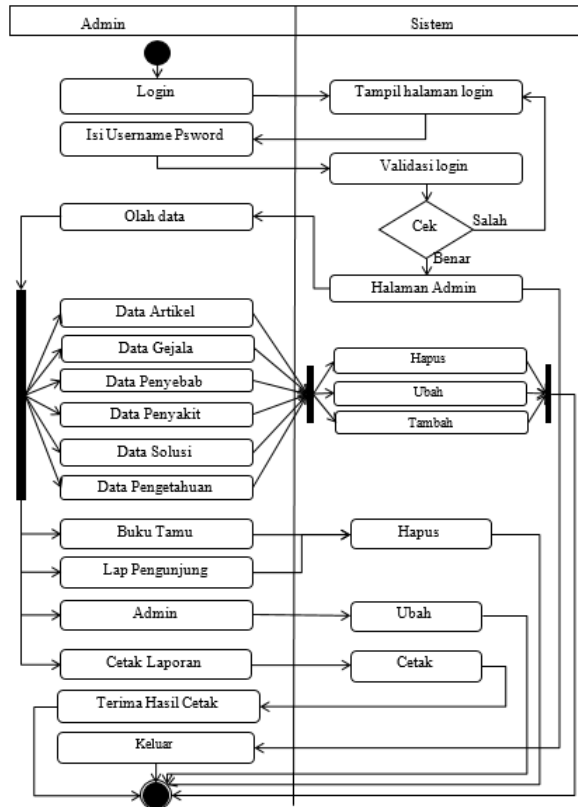 Admin
Sistem
Login
Tampil halaman login
Isi Username Psword
Validasi login
Cek
Salah
Benar
Olah data
Halaman Admin
Data Artikel
Data Gejala
Data Penyebab
Data Penyakit
Data Solusi
Data Pengetahuan
Hapus
Ubah
Tambah
Buku Tamu
Hapus
Lap Pengunjung
Admin
Ubah
Cetak Laporan
Cetak
Terima Hasil Cetak
Keluar